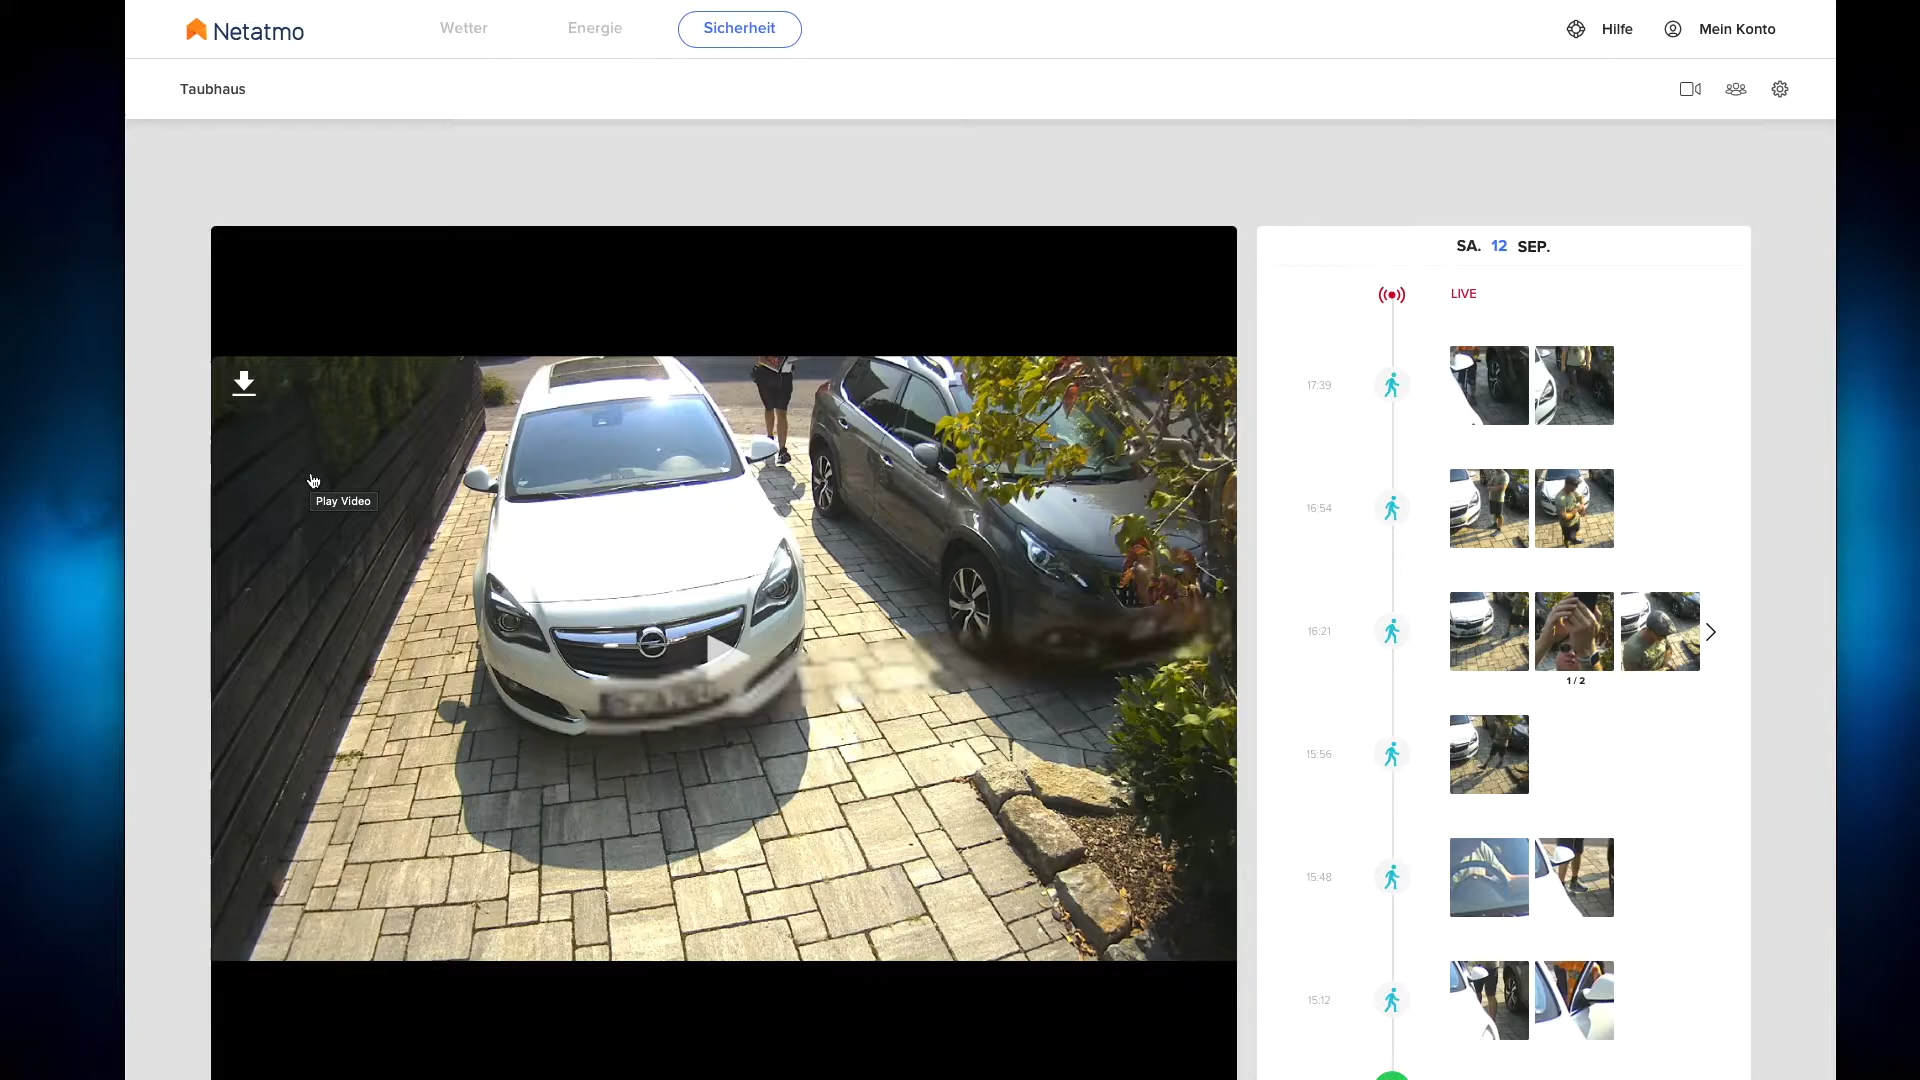 Netatmo
Wetter
Energie
Sicherheit
Hilfe
Mein Konto
Taubhaus
Play Video
SA. 12 SEP.
LIVE
17:39
16:54
16:21
1 / 2
15:56
15:48
15:12